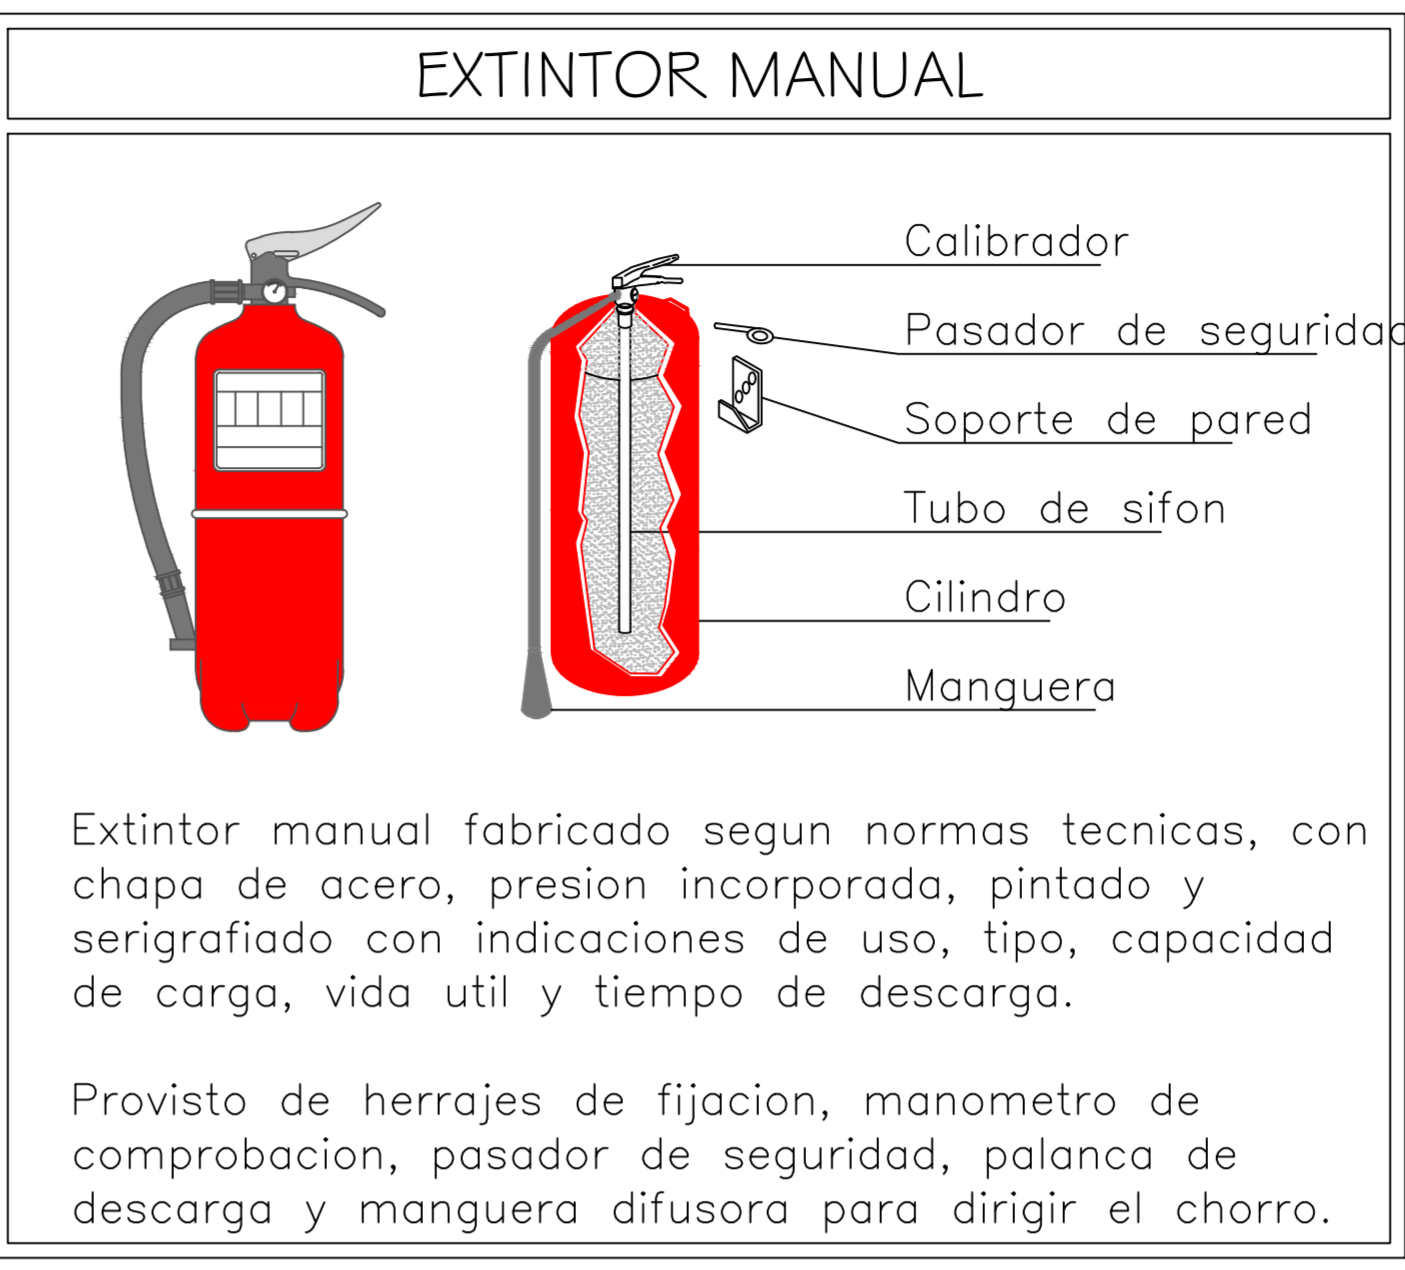 EXTINTOR MANUAL
Calibrador
Pasador de seguridad
Soporte de pared
Tubo de sifon
Cilindro
Manguera
Extintor manual fabricado segun normas tecnicas, con
chapa de acero, presion incorporada, pintado y
serigrafiado con indicaciones de uso, tipo, capacidad
de carga, vida util y tiempo de descarga.
Provisto de herrajes de fijacion, manometro de
comprobacion, pasador de seguridad, palanca de
descarga y manguera difusora para dirigir el chorro.